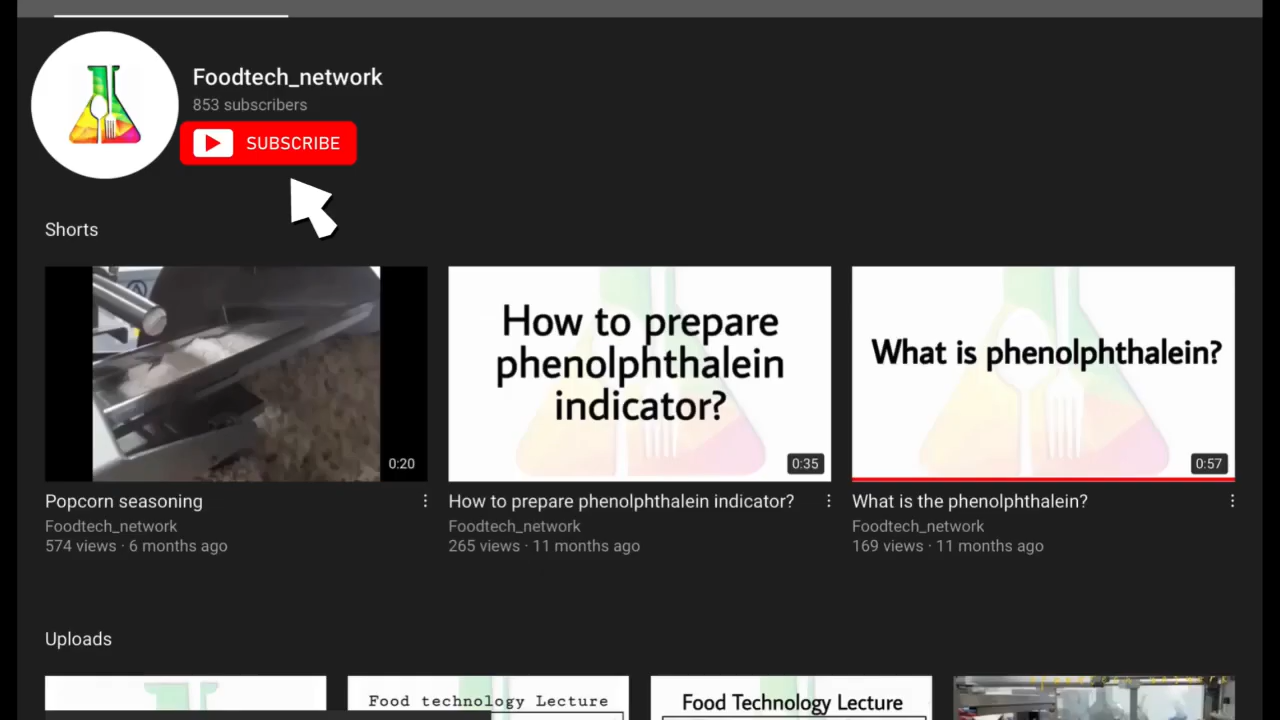 Foodtech_network
853 subscribers
SUBSCRIBE
Shorts
How to prepare
phenolphthalein
indicator?
What is phenolphthalein?
0:20
0:35
0:57
Popcorn seasoning
How to prepare phenolphthalein indicator?
What is the phenolphthalein?
Foodtech_network
Foodtech_network
Foodtech_network
574 views · 6 months ago
265 views · 11 months ago
169 views · 11 months ago
Uploads
Food technology Lecture
Food Technology Lecture